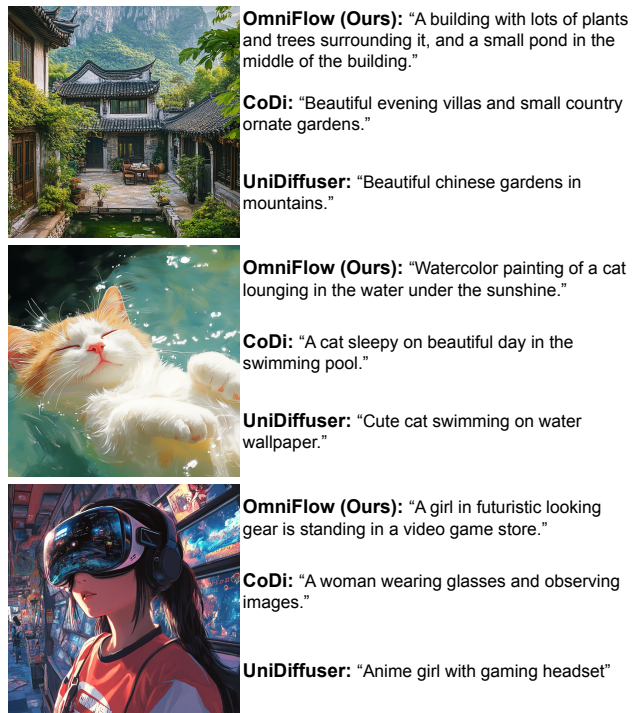 OmniFlow (Ours): “A building with lots of plants
and trees surrounding it, and a small pond in the
middle of the building.”
CoDi: “Beautiful evening villas and small country
ornate gardens.”
UniDiffuser: “Beautiful chinese gardens in
mountains.”
OmniFlow (Ours): “Watercolor painting of a cat
lounging in the water under the sunshine.”
CoDi: “A cat sleepy on beautiful day in the
swimming pool.”
UniDiffuser: “Cute cat swimming on water
wallpaper.”
OmniFlow (Ours): “A girl in futuristic looking
gear is standing in a video game store.”
CoDi: “A woman wearing glasses and observing
images.”
UniDiffuser: “Anime girl with gaming headset”